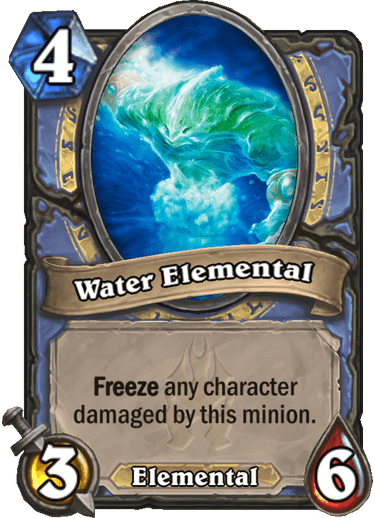 4
Water Elemental
Freeze any character
damaged by this minion.
3
Elemental
6